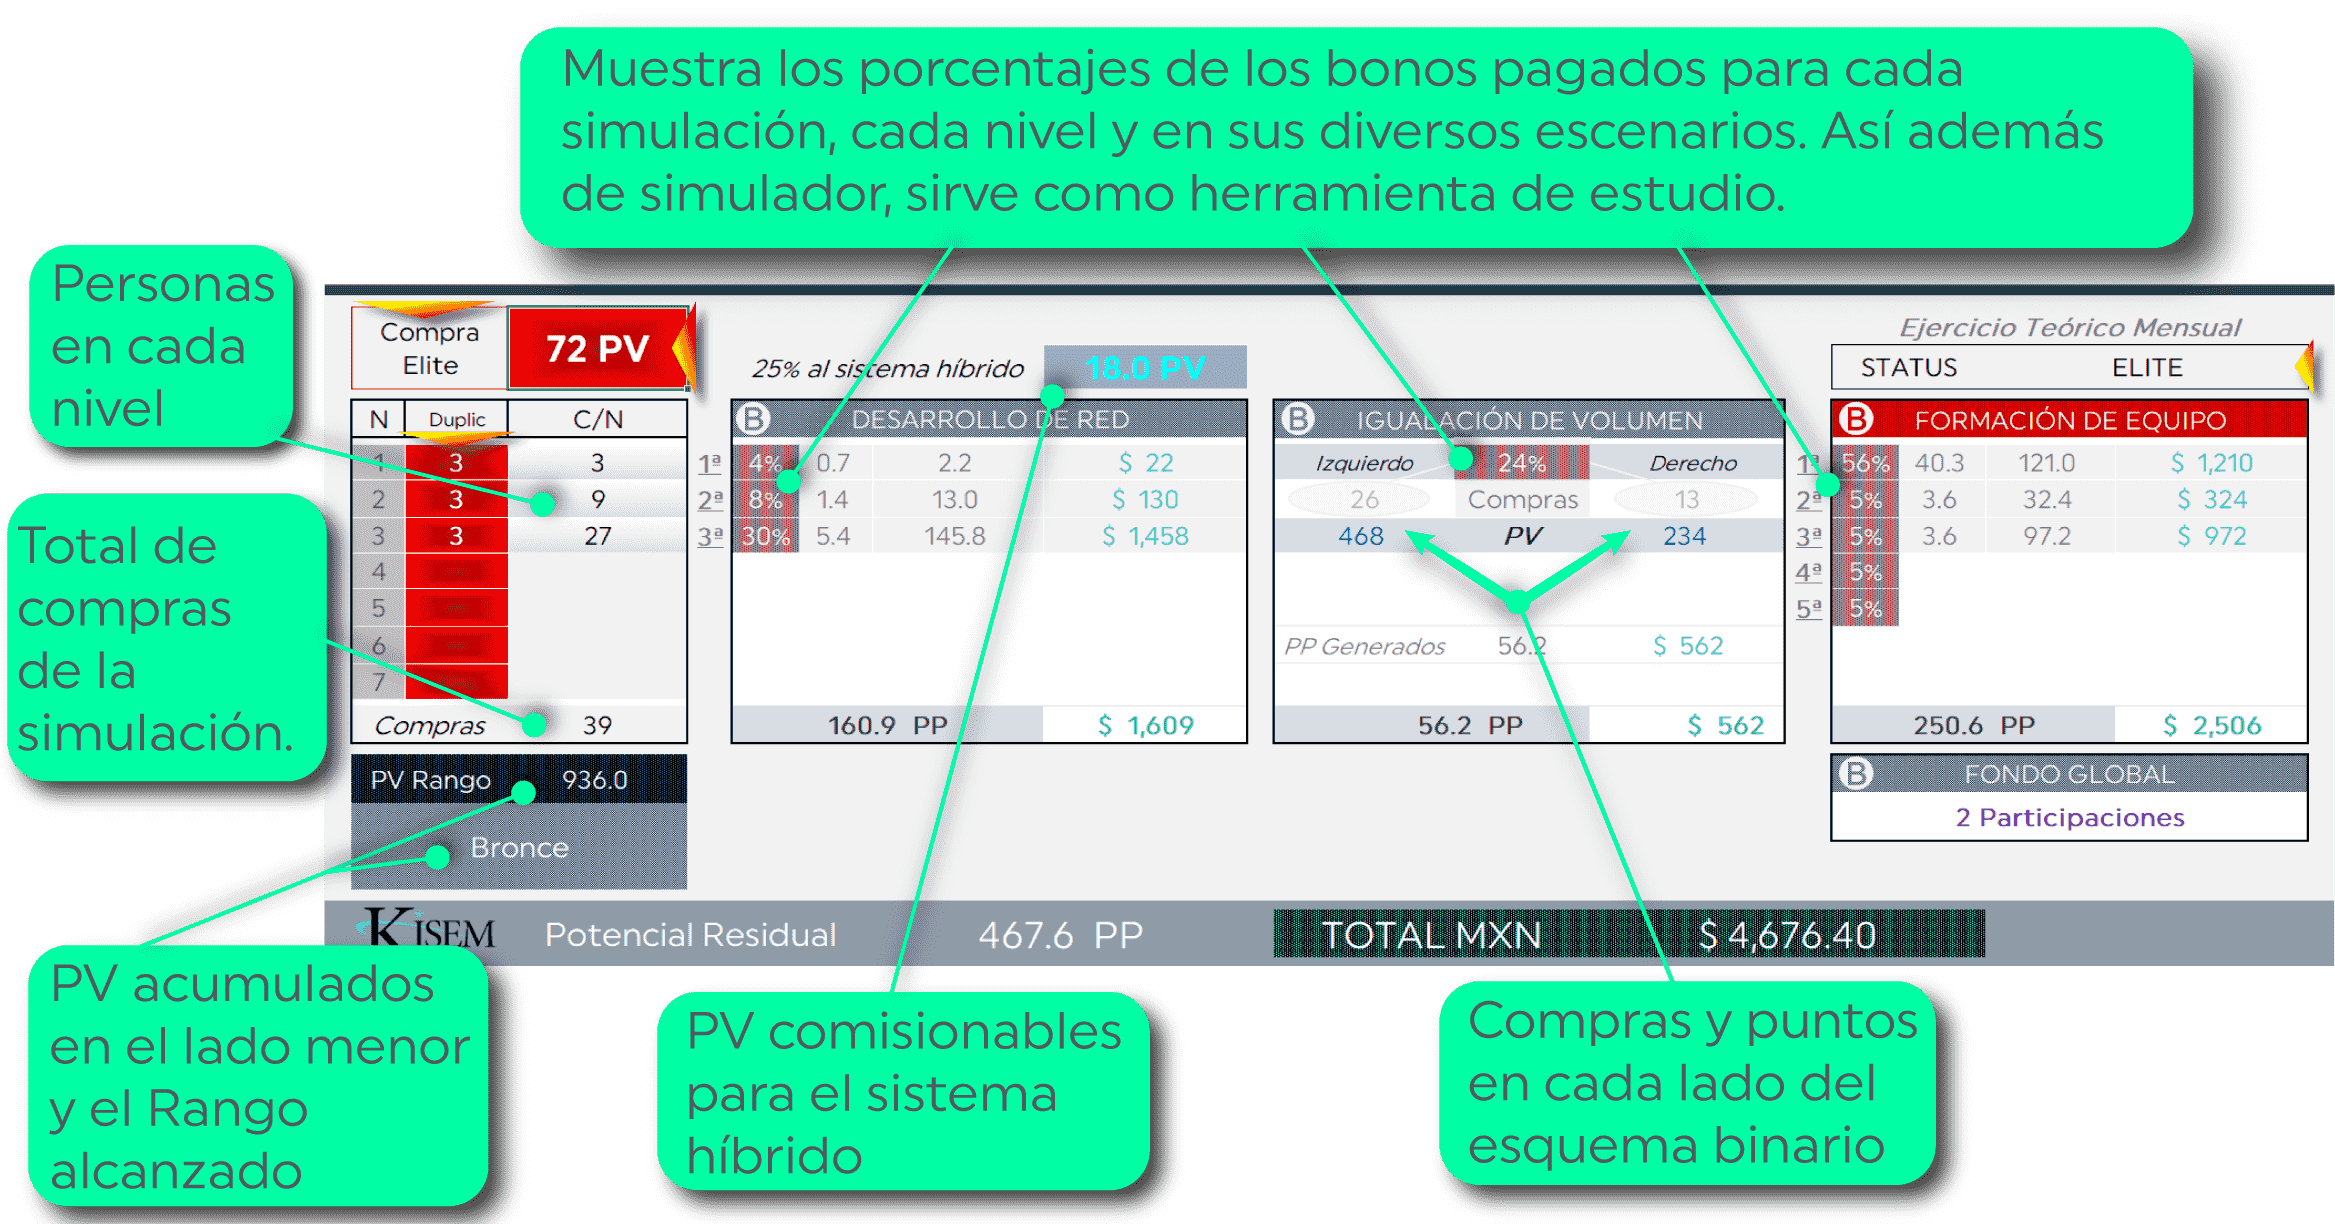 Muestra los porcentajes de los bonos pagados para cada
simulación, cada nivel y en sus diversos escenarios. Así además
de simulador, sirve como herramienta de estudio.
Personas
en cada
nivel
Total de
compras
de la
simulación.
Compra
Elite
72 PV
25% al sistema híbrido
18.0 PV
Ejercicio Teórico Mensual
STATUS ELITE
N Duplic C/N
1 3 3
2 3 9
3 3 27
4
5
6
7
Compras 39
PV Rango 936.0
Bronce
B DESARROLLO DE RED
1ª 4% 0.7 2.2 $ 22
2ª 8% 1.4 13.0 $ 130
3ª 30% 5.4 145.8 $ 1,458
160.9 PP $ 1,609
B IGUALACIÓN DE VOLUMEN
Izquierdo 24% Derecho
26 Compras 13
468 PV 234
PP Generados 56.2 $ 562
56.2 PP $ 562
B FORMACIÓN DE EQUIPO
1ª 56% 40.3 121.0 $ 1,210
2ª 5% 3.6 32.4 $ 324
3ª 5% 3.6 97.2 $ 972
4ª 5%
5ª 5%
250.6 PP $ 2,506
B FONDO GLOBAL
2 Participaciones
KISEM Potencial Residual 467.6 PP TOTAL MXN $ 4,676.40
PV acumulados
en el lado menor
y el Rango
alcanzado
PV comisionables
para el sistema
híbrido
Compras y puntos
en cada lado del
esquema binario